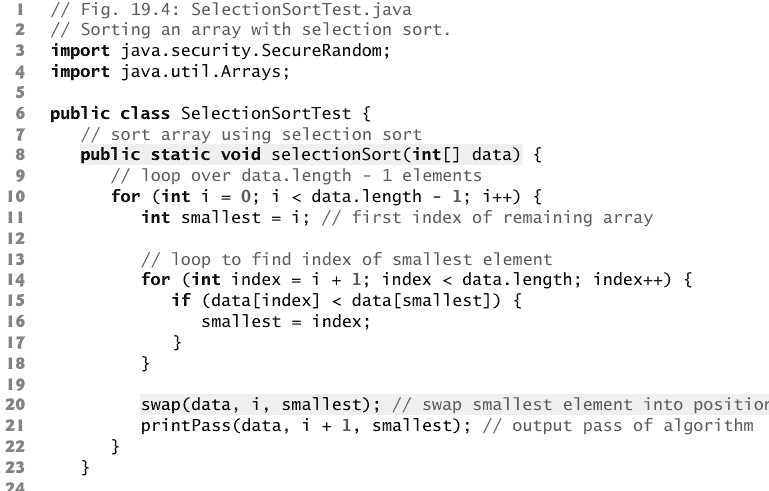 1 // Fig. 19.4: SelectionSortTest.java
2 // Sorting an array with selection sort.
3 import java.security.SecureRandom;
4 import java.util.Arrays;
5
6 public class SelectionSortTest {
7 // sort array using selection sort
8 public static void selectionSort(int[] data) {
9 // loop over data.length - 1 elements
10 for (int i = 0; i < data.length - 1; i++) {
11 int smallest = i; // first index of remaining array
12
13 // loop to find index of smallest element
14 for (int index = i + 1; index < data.length; index++) {
15 if (data[index] < data[smallest]) {
16 smallest = index;
17 }
18 }
19
20 swap(data, i, smallest); // swap smallest element into position
21 printPass(data, i + 1, smallest); // output pass of algorithm
22 }
23 }
24